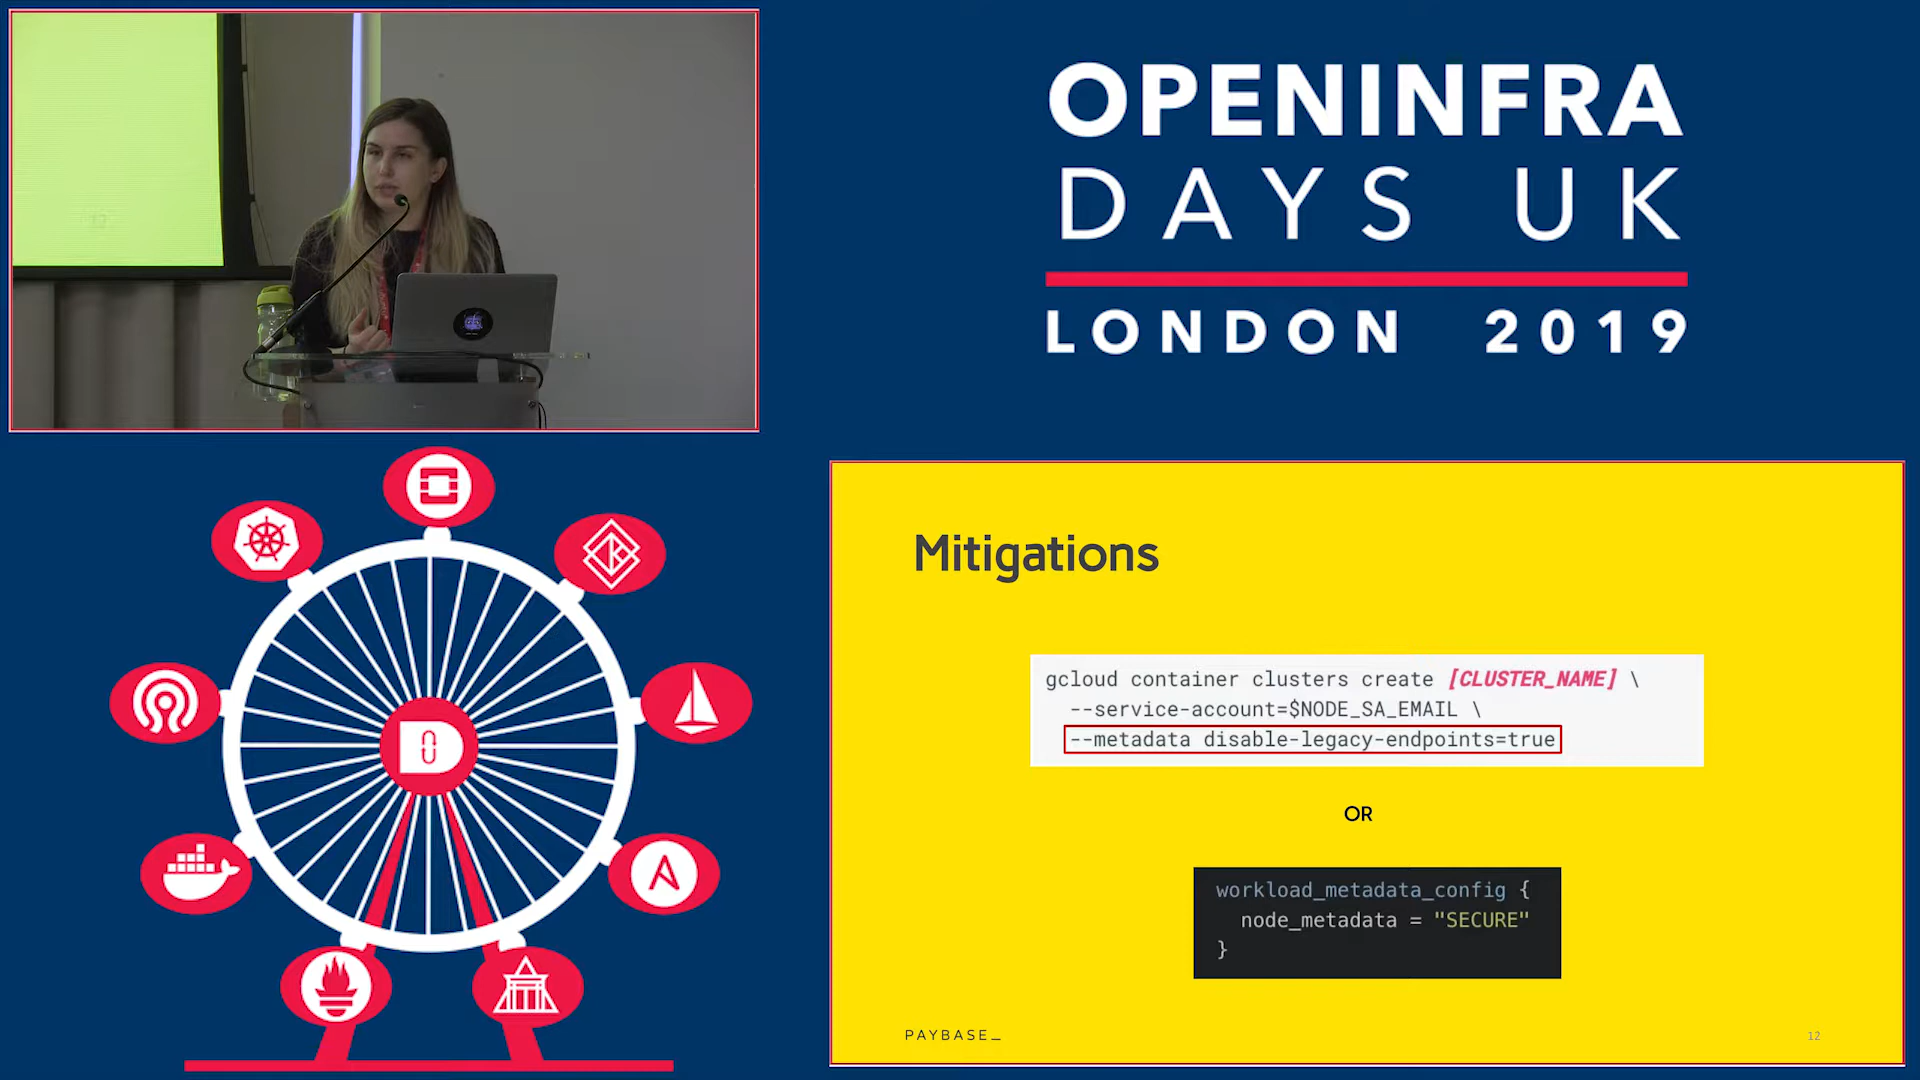 OPENINFRA
DAYS UK
LONDON 2019
Mitigations
gcloud container clusters create [CLUSTER_NAME] \
--service-account=$NODE_SA_EMAIL \
--metadata disable-legacy-endpoints=true
OR
workload_metadata_config {
node_metadata = "SECURE"
}
PAYBASE_
12